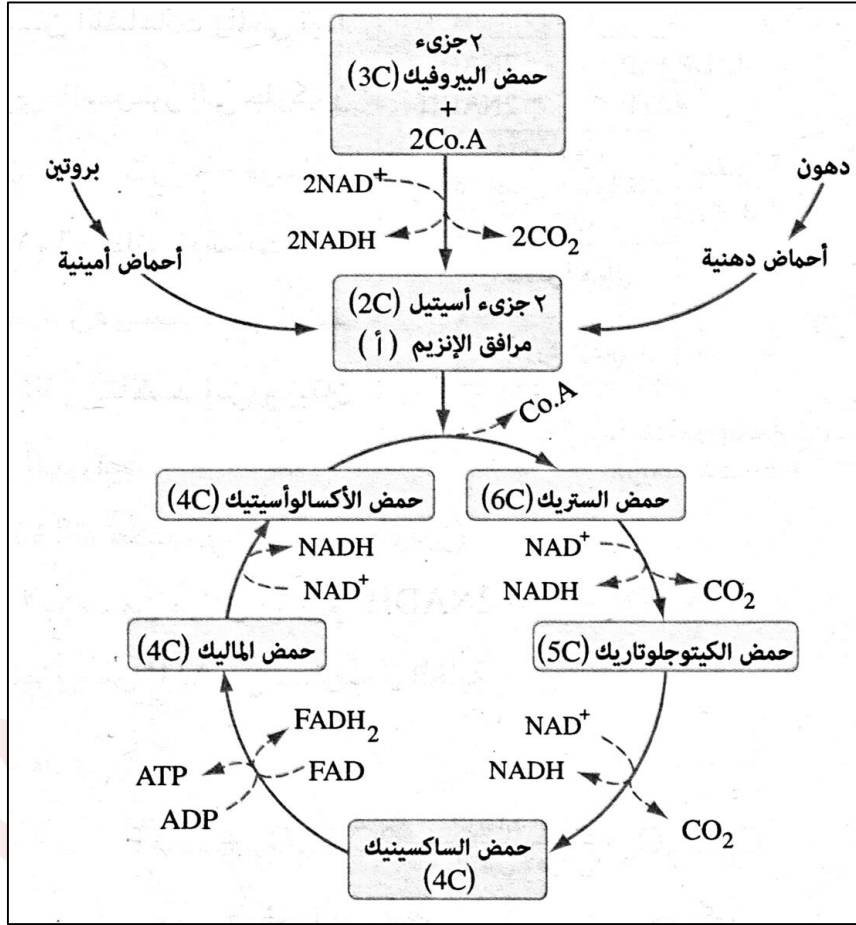 ٢ جزىء
حمض البيروفيك (3C)
+
2Co.A
بروتين
دهون
2NAD⁺
2NADH
2CO₂
أحماض أمينية
أحماض دهنية
٢ جزىء أسيتيل (2C)
مرافق الإنزيم (أ)
Co.A
حمض الأكسالوأسيتيك (4C)
حمض الستريك (6C)
NADH
NAD⁺
NAD⁺
NADH
CO₂
حمض الماليك (4C)
حمض الكيتوجلوتاريك (5C)
FADH₂
FAD
ATP
ADP
NAD⁺
NADH
CO₂
حمض الساكسينيك
(4C)